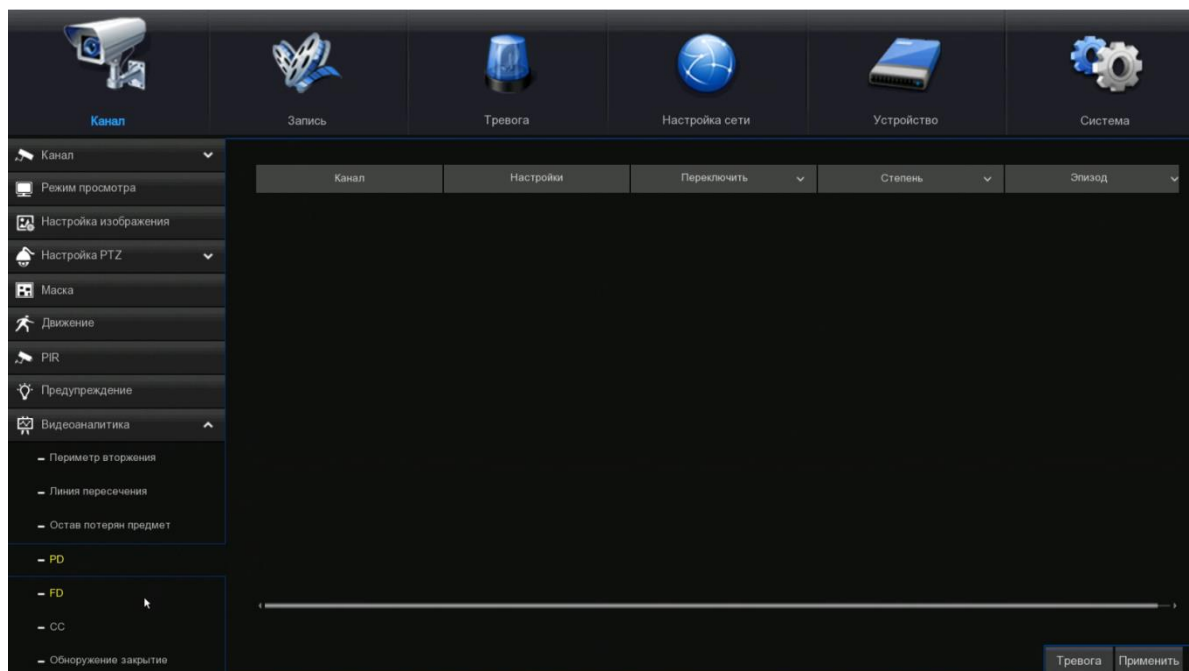 Канал
Запись
Тревога
Настройка сети
Устройство
Система
Канал
Режим просмотра
Настройка изображения
Настройка PTZ
Маска
Движение
PIR
Предупреждение
Видеоаналитика
Периметр вторжения
Линия пересечения
Остав потерян предмет
PD
FD
CC
Обноружение закрытие
Канал
Настройки
Переключить
Степень
Эпизод
Тревога
Применить